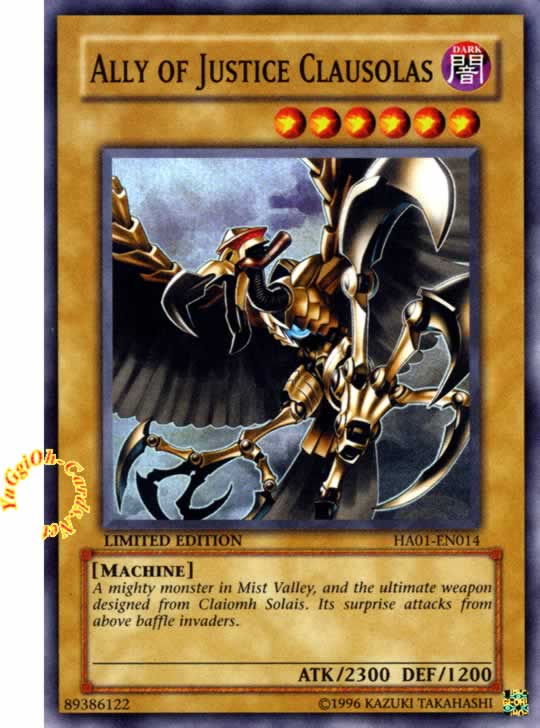 ALLY OF JUSTICE CLAUSOLAS
DARK
闇
YuGgiOh-Cards.Net
LIMITED EDITION HA01-EN014
[MACHINE]
A mighty monster in Mist Valley, and the ultimate weapon
designed from Claiomh Solais. Its surprise attacks from
above baffle invaders.
ATK/2300 DEF/1200
89386122 ©1996 KAZUKI TAKAHASHI